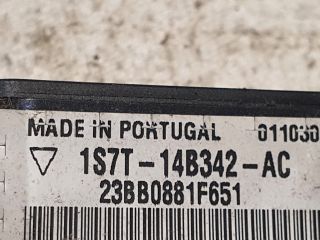 MADE IN PORTUGAL 011030
1S7T-14B342-AC
23BB0881F651